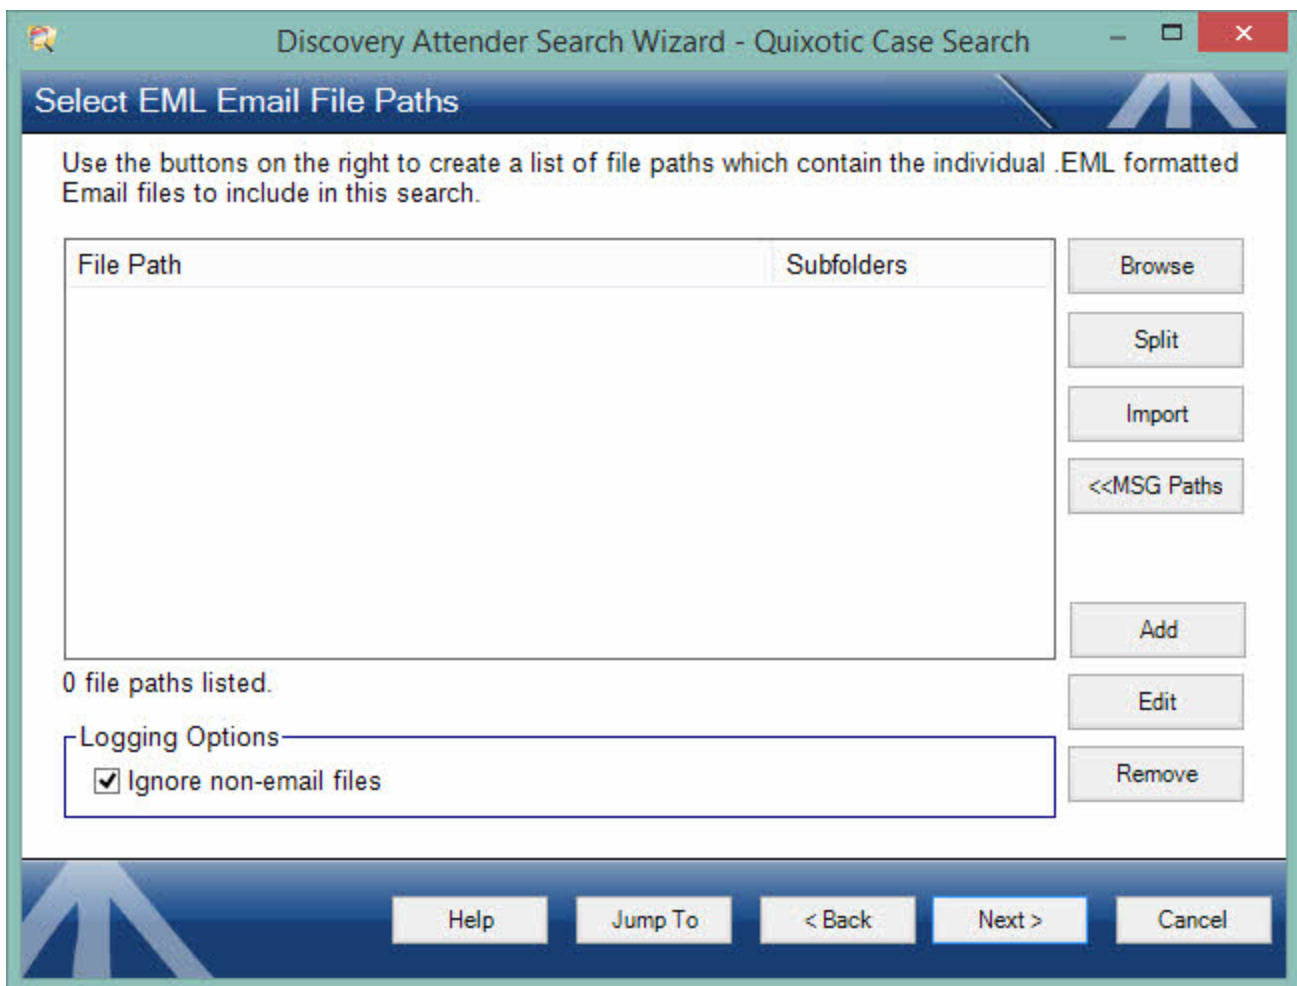 Discovery Attender Search Wizard - Quixotic Case Search
Select EML Email File Paths
Use the buttons on the right to create a list of file paths which contain the individual .EML formatted
Email files to include in this search.
File Path
Subfolders
Browse
Split
Import
<<MSG Paths
Add
Edit
Remove
0 file paths listed.
Logging Options
Ignore non-email files
Help
Jump To
< Back
Next >
Cancel